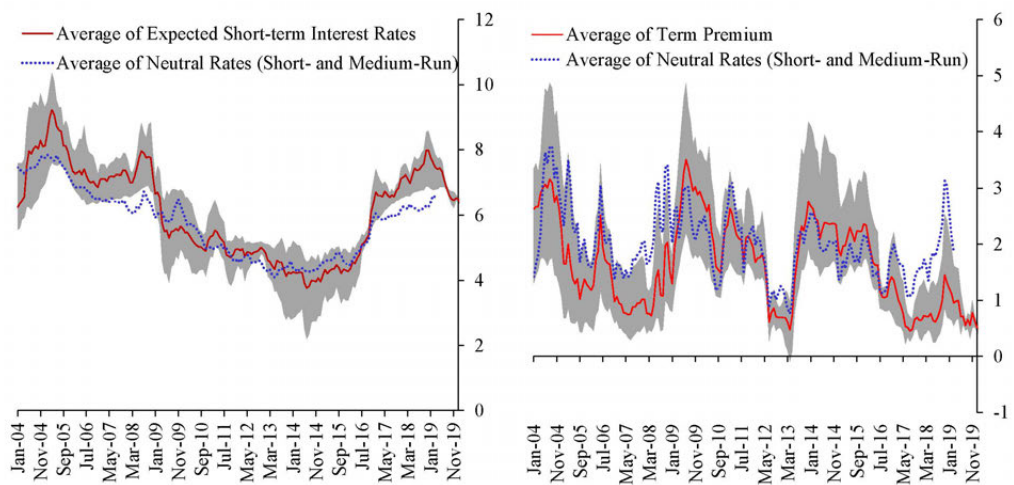 Average of Expected Short-term Interest Rates
Average of Neutral Rates (Short- and Medium-Run)
12
10
8
6
4
2
0
Jan-04
Nov-04
Sep-05
Jul-06
May-07
Mar-08
Jan-09
Nov-09
Sep-10
Jul-11
May-12
Mar-13
Jan-14
Nov-14
Sep-15
Jul-16
May-17
Mar-18
Jan-19
Nov-19
Average of Term Premium
Average of Neutral Rates (Short- and Medium-Run)
6
5
4
3
2
1
0
-1
Jan-04
Nov-04
Sep-05
Jul-06
May-07
Mar-08
Jan-09
Nov-09
Sep-10
Jul-11
May-12
Mar-13
Jan-14
Nov-14
Sep-15
Jul-16
May-17
Mar-18
Jan-19
Nov-19